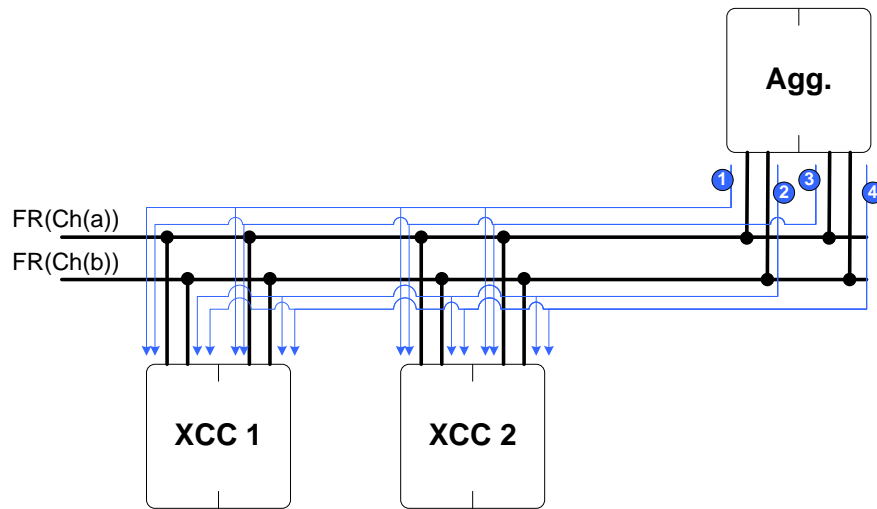 Agg.
1
2
3
4
FR(Ch(a))
FR(Ch(b))
XCC 1
XCC 2